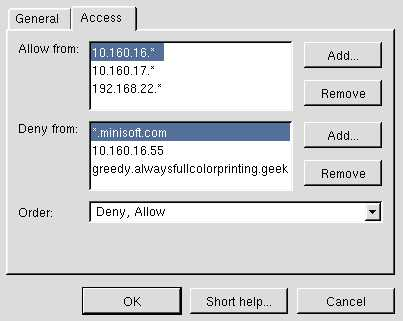 General Access
Allow from: 10.160.16.* Add...
10.160.17.*
192.168.22.* Remove
Deny from: *.minisoft.com Add...
10.160.16.55
greedy.alwaysfullcolorprinting.geek Remove
Order: Deny, Allow
OK Short help... Cancel